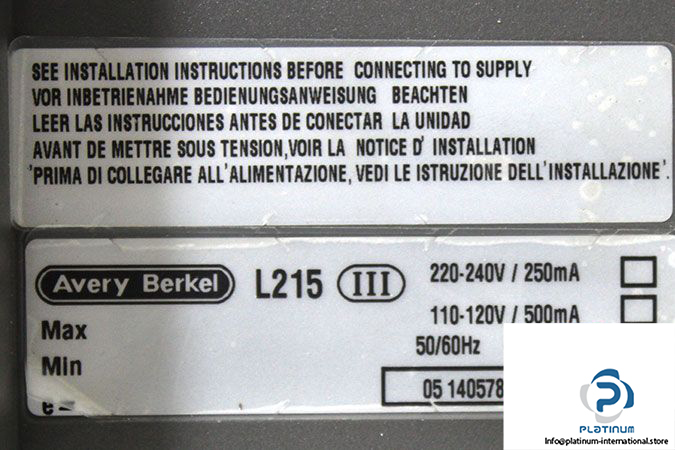 SEE INSTALLATION INSTRUCTIONS BEFORE CONNECTING TO SUPPLY
VOR INBETRIENAHME BEDIENUNGSANWEISUNG BEACHTEN
LEER LAS INSTRUCCIONES ANTES DE CONECTAR LA UNIDAD
AVANT DE METTRE SOUS TENSION,VOIR LA NOTICE D' INSTALLATION
'PRIMA DI COLLEGARE ALL'ALIMENTAZIONE, VEDI LE ISTRUZIONE DELL'INSTALLAZIONE'.
Avery Berkel L215 III 220-240V / 250mA
110-120V / 500mA
Max
50/60Hz
Min
05 140578
e=
PLATINUM
Info@platinum-international.store